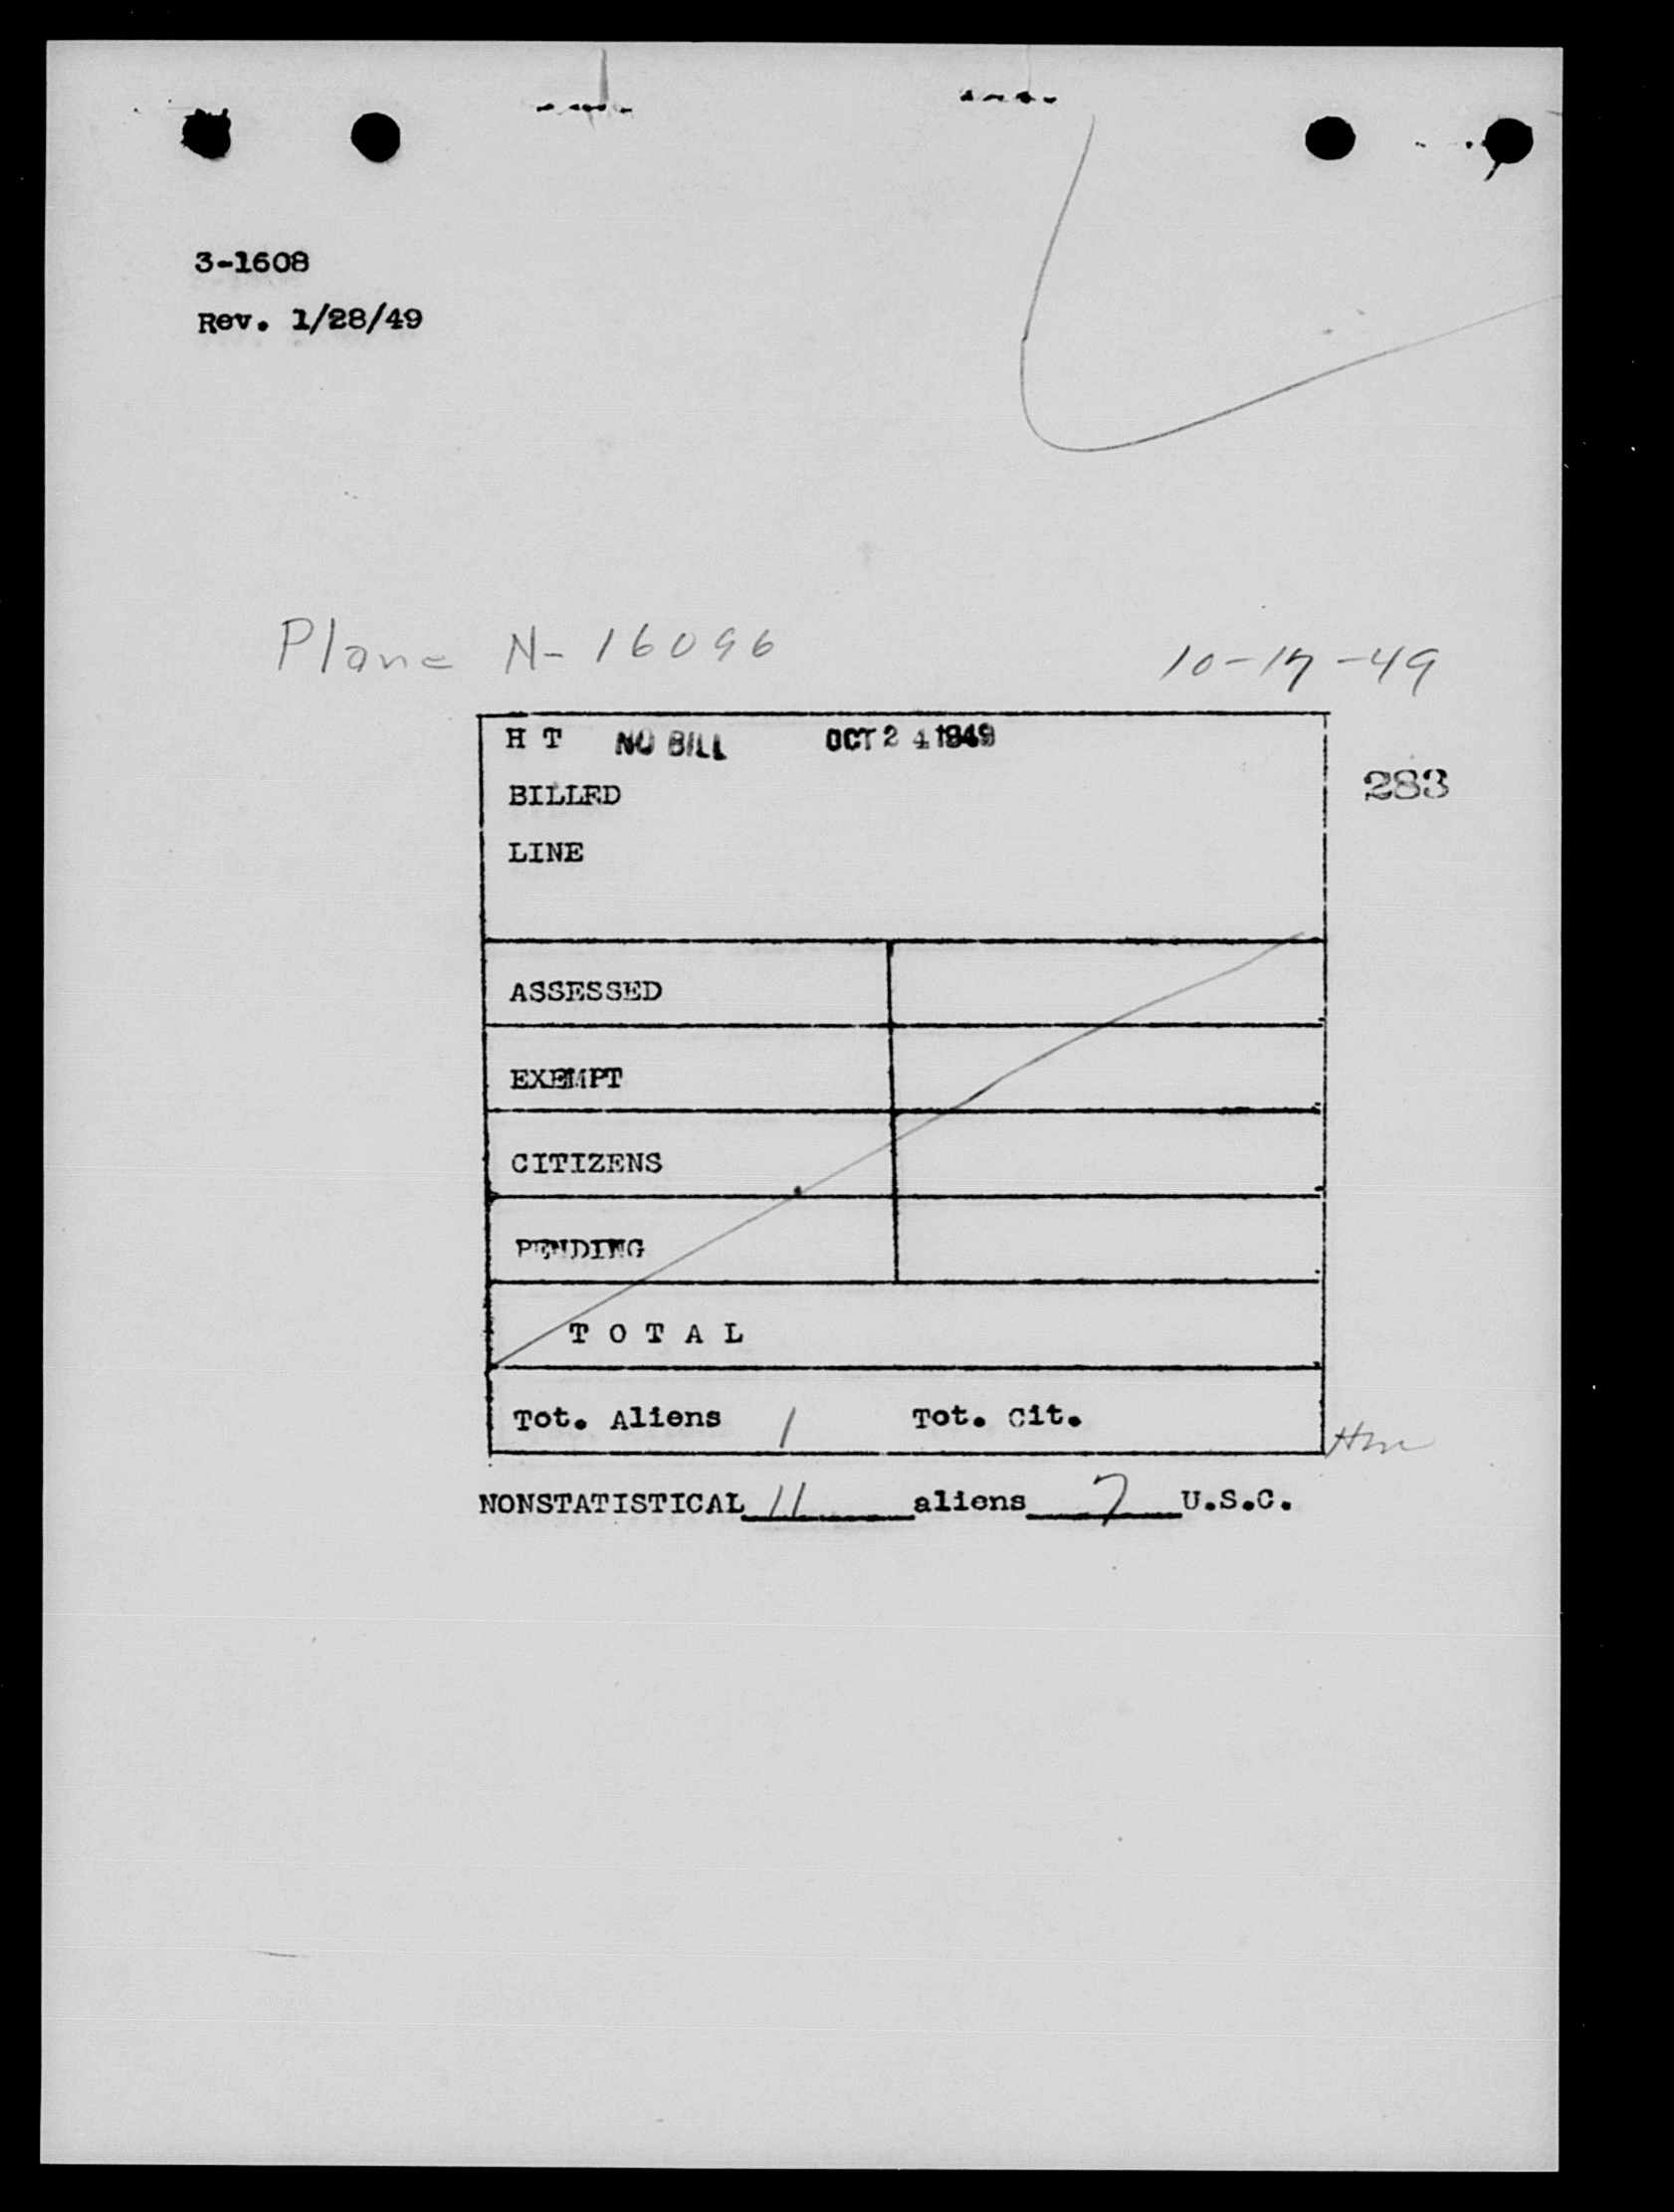 3-1608
Rev. 1/28/49
Plane N-16096 10-17-49
H T NO BILL OCT 24 1949
283
BILLED
LINE
ASSESSED
EXEMPT
CITIZENS
PENDING
T O T A L
Tot. Aliens 1 Tot. Cit.
NONSTATISTICAL 11 aliens 7 U.S.C.